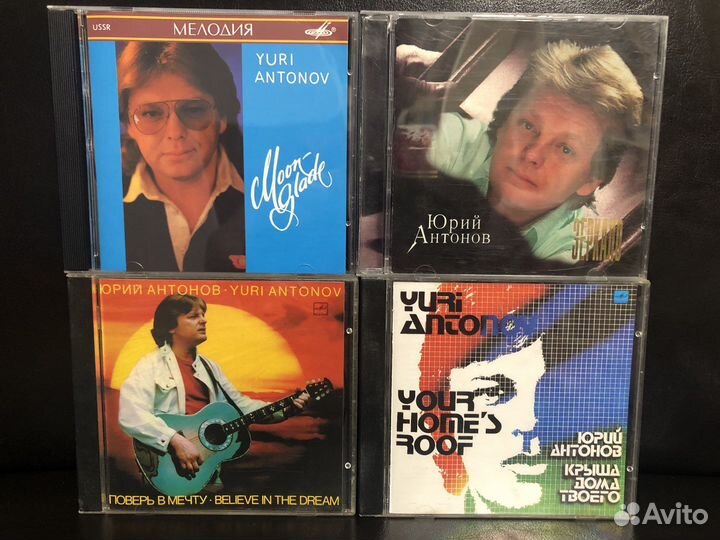 USSR
МЕЛОДИЯ
YURI
ANTONOV
Moon-
glade
Юрий
Антонов
ЗЕРКАЛО
ЮРИЙ АНТОНОВ · YURI ANTONOV
ПОВЕРЬ В МЕЧТУ · BELIEVE IN THE DREAM
YURI
ANTONOV
YOUR
HOME'S
ROOF
ЮРИЙ
АНТОНОВ
КРЫША
ДОМА
ТВОЕГО
Avito